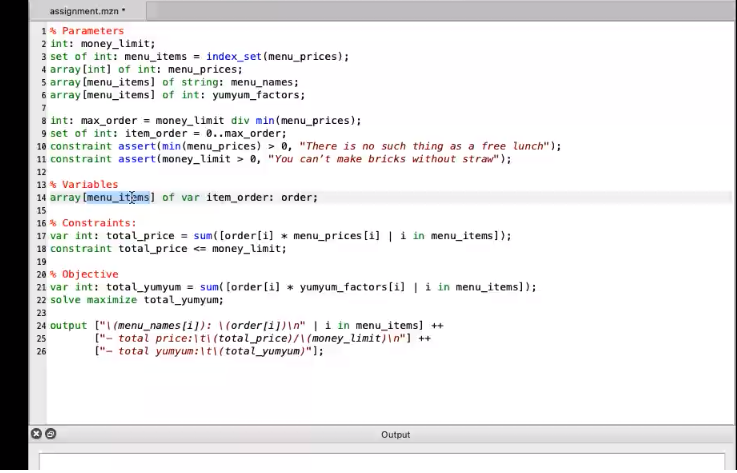 assignment.mzn *
1 % Parameters
2 int: money_limit;
3 set of int: menu_items = index_set(menu_prices);
4 array[int] of int: menu_prices;
5 array[menu_items] of string: menu_names;
6 array[menu_items] of int: yumyum_factors;
7
8 int: max_order = money_limit div min(menu_prices);
9 set of int: item_order = 0..max_order;
10 constraint assert(min(menu_prices) > 0, "There is no such thing as a free lunch");
11 constraint assert(money_limit > 0, "You can't make bricks without straw");
12
13 % Variables
14 array[menu_items] of var item_order: order;
15
16 % Constraints:
17 var int: total_price = sum([order[i] * menu_prices[i] | i in menu_items]);
18 constraint total_price <= money_limit;
19
20 % Objective
21 var int: total_yumyum = sum([order[i] * yumyum_factors[i] | i in menu_items]);
22 solve maximize total_yumyum;
23
24 output ["\(menu_names[i]): \(order[i])\n" | i in menu_items] ++
25 ["– total price:\t\(total_price)/\(money_limit)\n"] ++
26 ["– total yumyum:\t\(total_yumyum)"];
Output